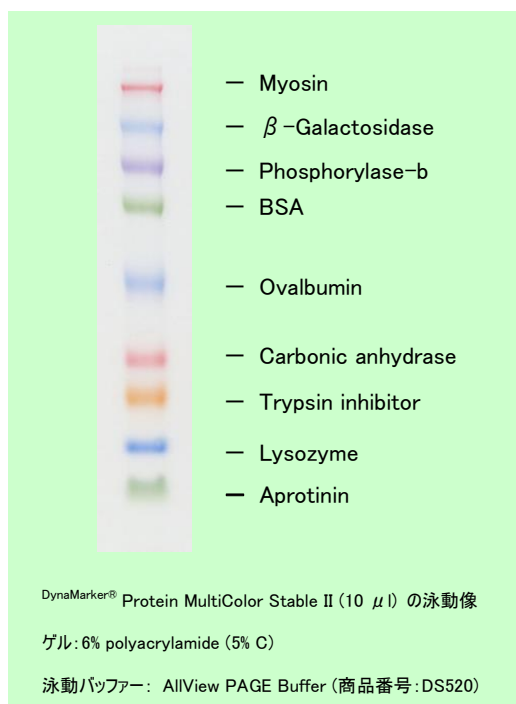 — Myosin
— β-Galactosidase
— Phosphorylase-b
— BSA
— Ovalbumin
— Carbonic anhydrase
— Trypsin inhibitor
— Lysozyme
— Aprotinin
DynaMarker® Protein MultiColor Stable II (10 μl) の泳動像
ゲル：6% polyacrylamide (5% C)
泳動バッファー： AllView PAGE Buffer (商品番号：DS520)